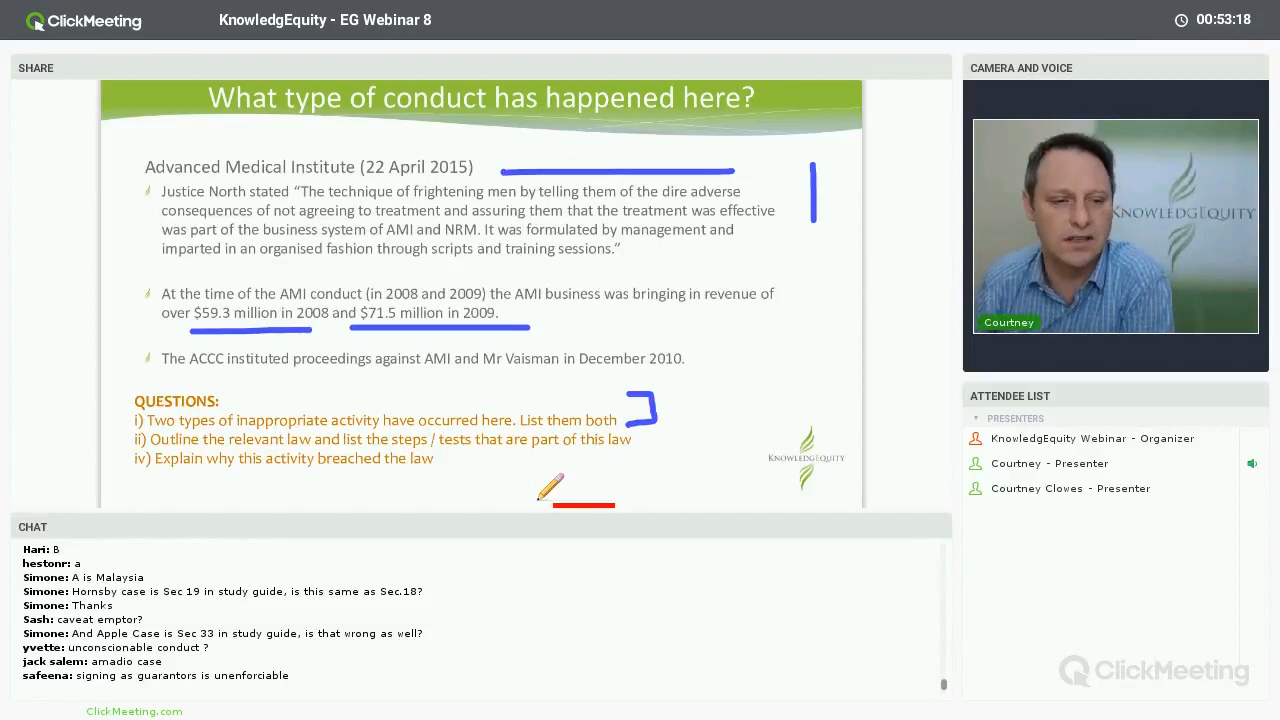 ClickMeeting
KnowledgEquity - EG Webinar 8
00:53:18
SHARE
What type of conduct has happened here?
Advanced Medical Institute (22 April 2015)
Justice North stated “The technique of frightening men by telling them of the dire adverse
consequences of not agreeing to treatment and assuring them that the treatment was effective
was part of the business system of AMI and NRM. It was formulated by management and
imparted in an organised fashion through scripts and training sessions.”
At the time of the AMI conduct (in 2008 and 2009) the AMI business was bringing in revenue of
over $59.3 million in 2008 and $71.5 million in 2009.
The ACCC instituted proceedings against AMI and Mr Vaisman in December 2010.
QUESTIONS:
i) Two types of inappropriate activity have occurred here. List them both
ii) Outline the relevant law and list the steps / tests that are part of this law
iv) Explain why this activity breached the law
KNOWLEDGEQUITY
CAMERA AND VOICE
KNOWLEDGEQUITY
Courtney
ATTENDEE LIST
PRESENTERS
KnowledgEquity Webinar - Organizer
Courtney - Presenter
Courtney Clowes - Presenter
CHAT
Hari: B
hestonr: a
Simone: A is Malaysia
Simone: Hornsby case is Sec 19 in study guide, is this same as Sec.18?
Simone: Thanks
Sash: caveat emptor?
Simone: And Apple Case is Sec 33 in study guide, is that wrong as well?
yvette: unconscionable conduct ?
jack salem: amadio case
safeena: signing as guarantors is unenforciable
ClickMeeting
ClickMeeting.com